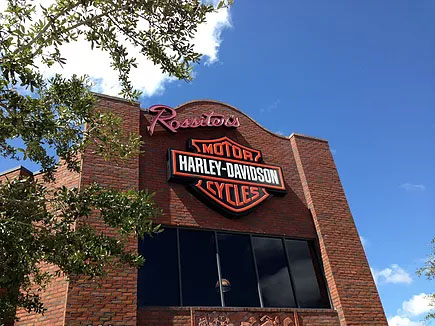 Rossiter's
MOTOR
HARLEY-DAVIDSON
CYCLES